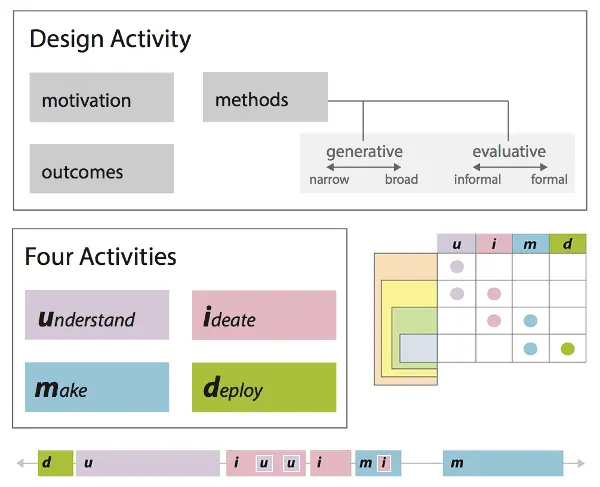 Design Activity
motivation
methods
outcomes
generative
evaluative
narrow
broad
informal
formal
Four Activities
understand
ideate
make
deploy
u i m d
d u i u u i m i m